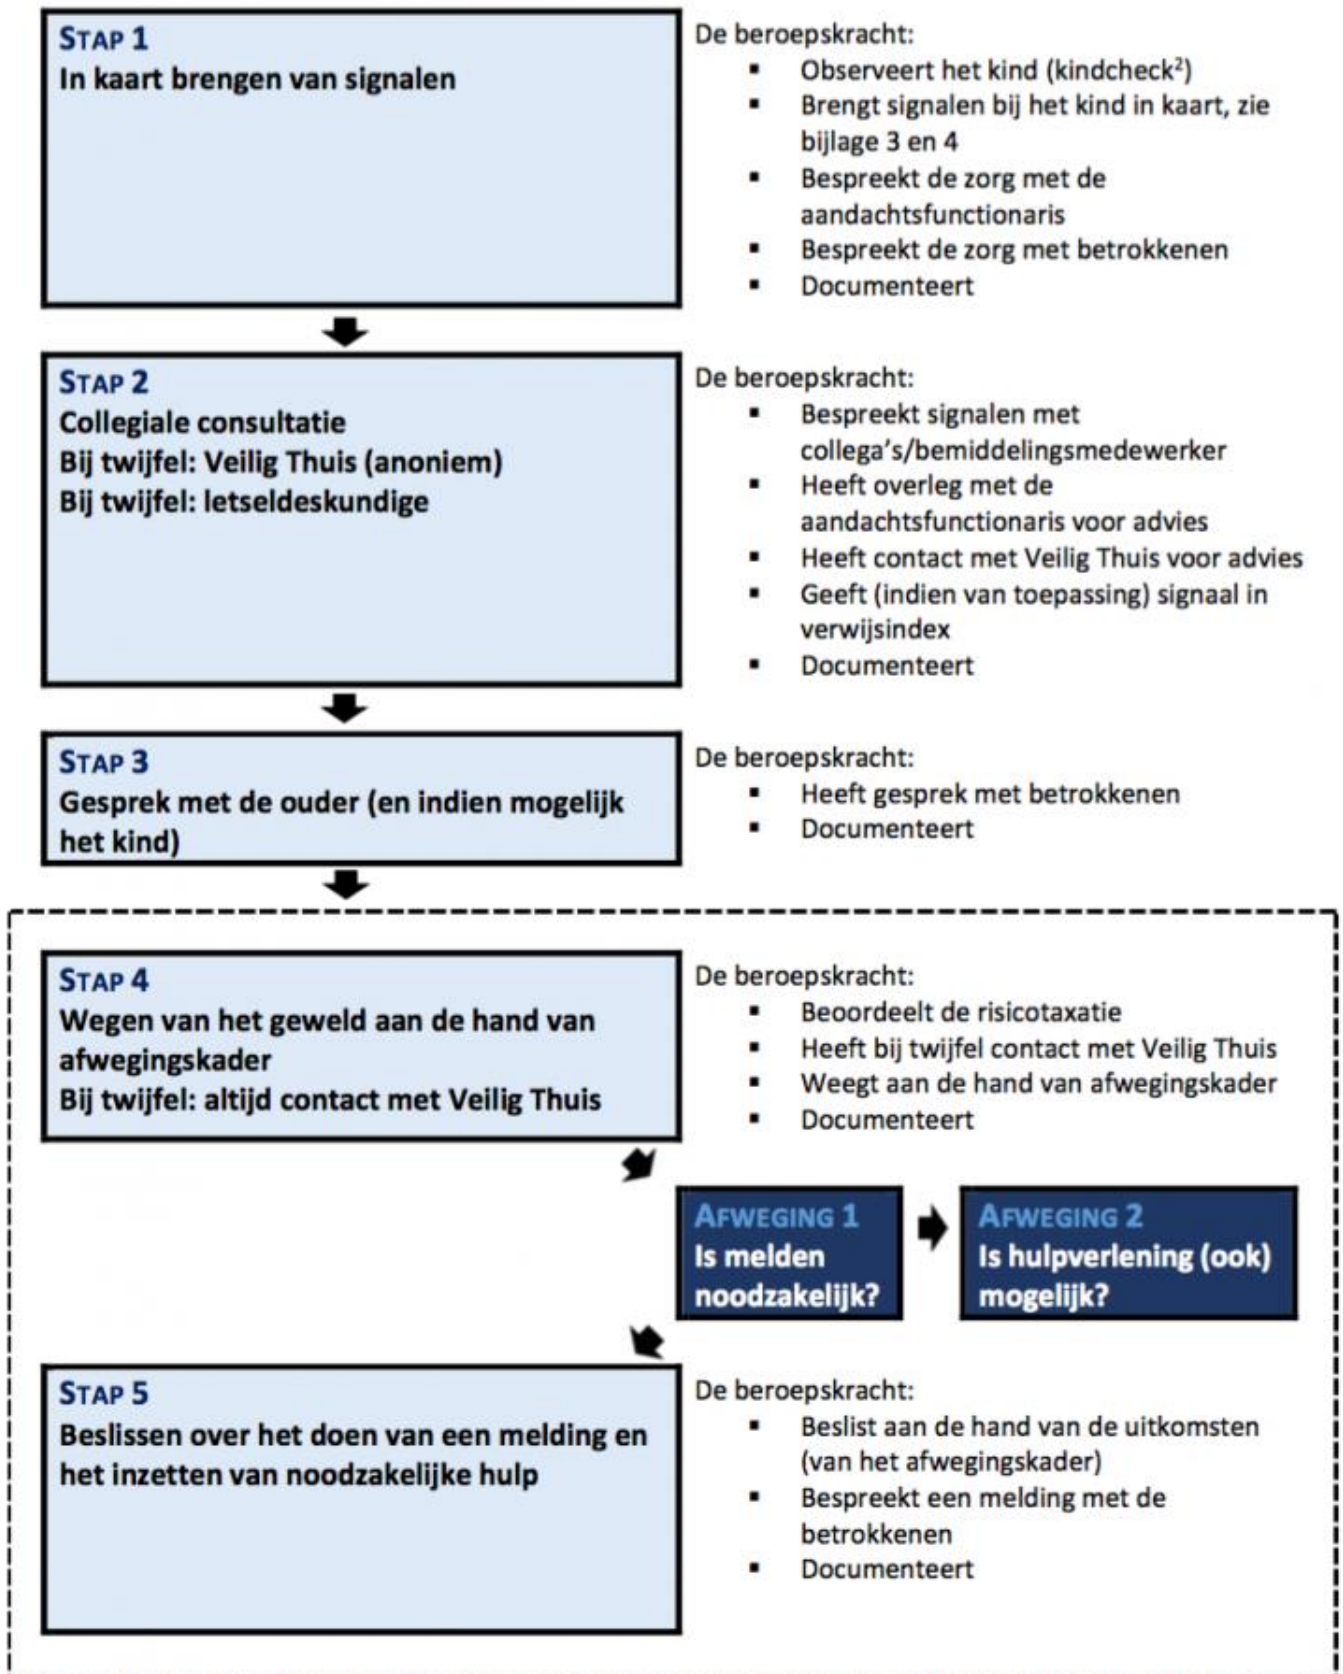 STAP 1
In kaart brengen van signalen
De beroepskracht:
▪ Observeert het kind (kindcheck²)
▪ Brengt signalen bij het kind in kaart, zie
bijlage 3 en 4
▪ Bespreekt de zorg met de
aandachtsfunctionaris
▪ Bespreekt de zorg met betrokkenen
▪ Documenteert
STAP 2
Collegiale consultatie
Bij twijfel: Veilig Thuis (anoniem)
Bij twijfel: letseldeskundige
De beroepskracht:
▪ Bespreekt signalen met
collega's/bemiddelingsmedewerker
▪ Heeft overleg met de
aandachtsfunctionaris voor advies
▪ Heeft contact met Veilig Thuis voor advies
▪ Geeft (indien van toepassing) signaal in
verwijsindex
▪ Documenteert
STAP 3
Gesprek met de ouder (en indien mogelijk
het kind)
De beroepskracht:
▪ Heeft gesprek met betrokkenen
▪ Documenteert
STAP 4
Wegen van het geweld aan de hand van
afwegingskader
Bij twijfel: altijd contact met Veilig Thuis
De beroepskracht:
▪ Beoordeelt de risicotaxatie
▪ Heeft bij twijfel contact met Veilig Thuis
▪ Weegt aan de hand van afwegingskader
▪ Documenteert
AFWEGING 1
Is melden
noodzakelijk?
AFWEGING 2
Is hulpverlening (ook)
mogelijk?
STAP 5
Beslissen over het doen van een melding en
het inzetten van noodzakelijke hulp
De beroepskracht:
▪ Beslist aan de hand van de uitkomsten
(van het afwegingskader)
▪ Bespreekt een melding met de
betrokkenen
▪ Documenteert